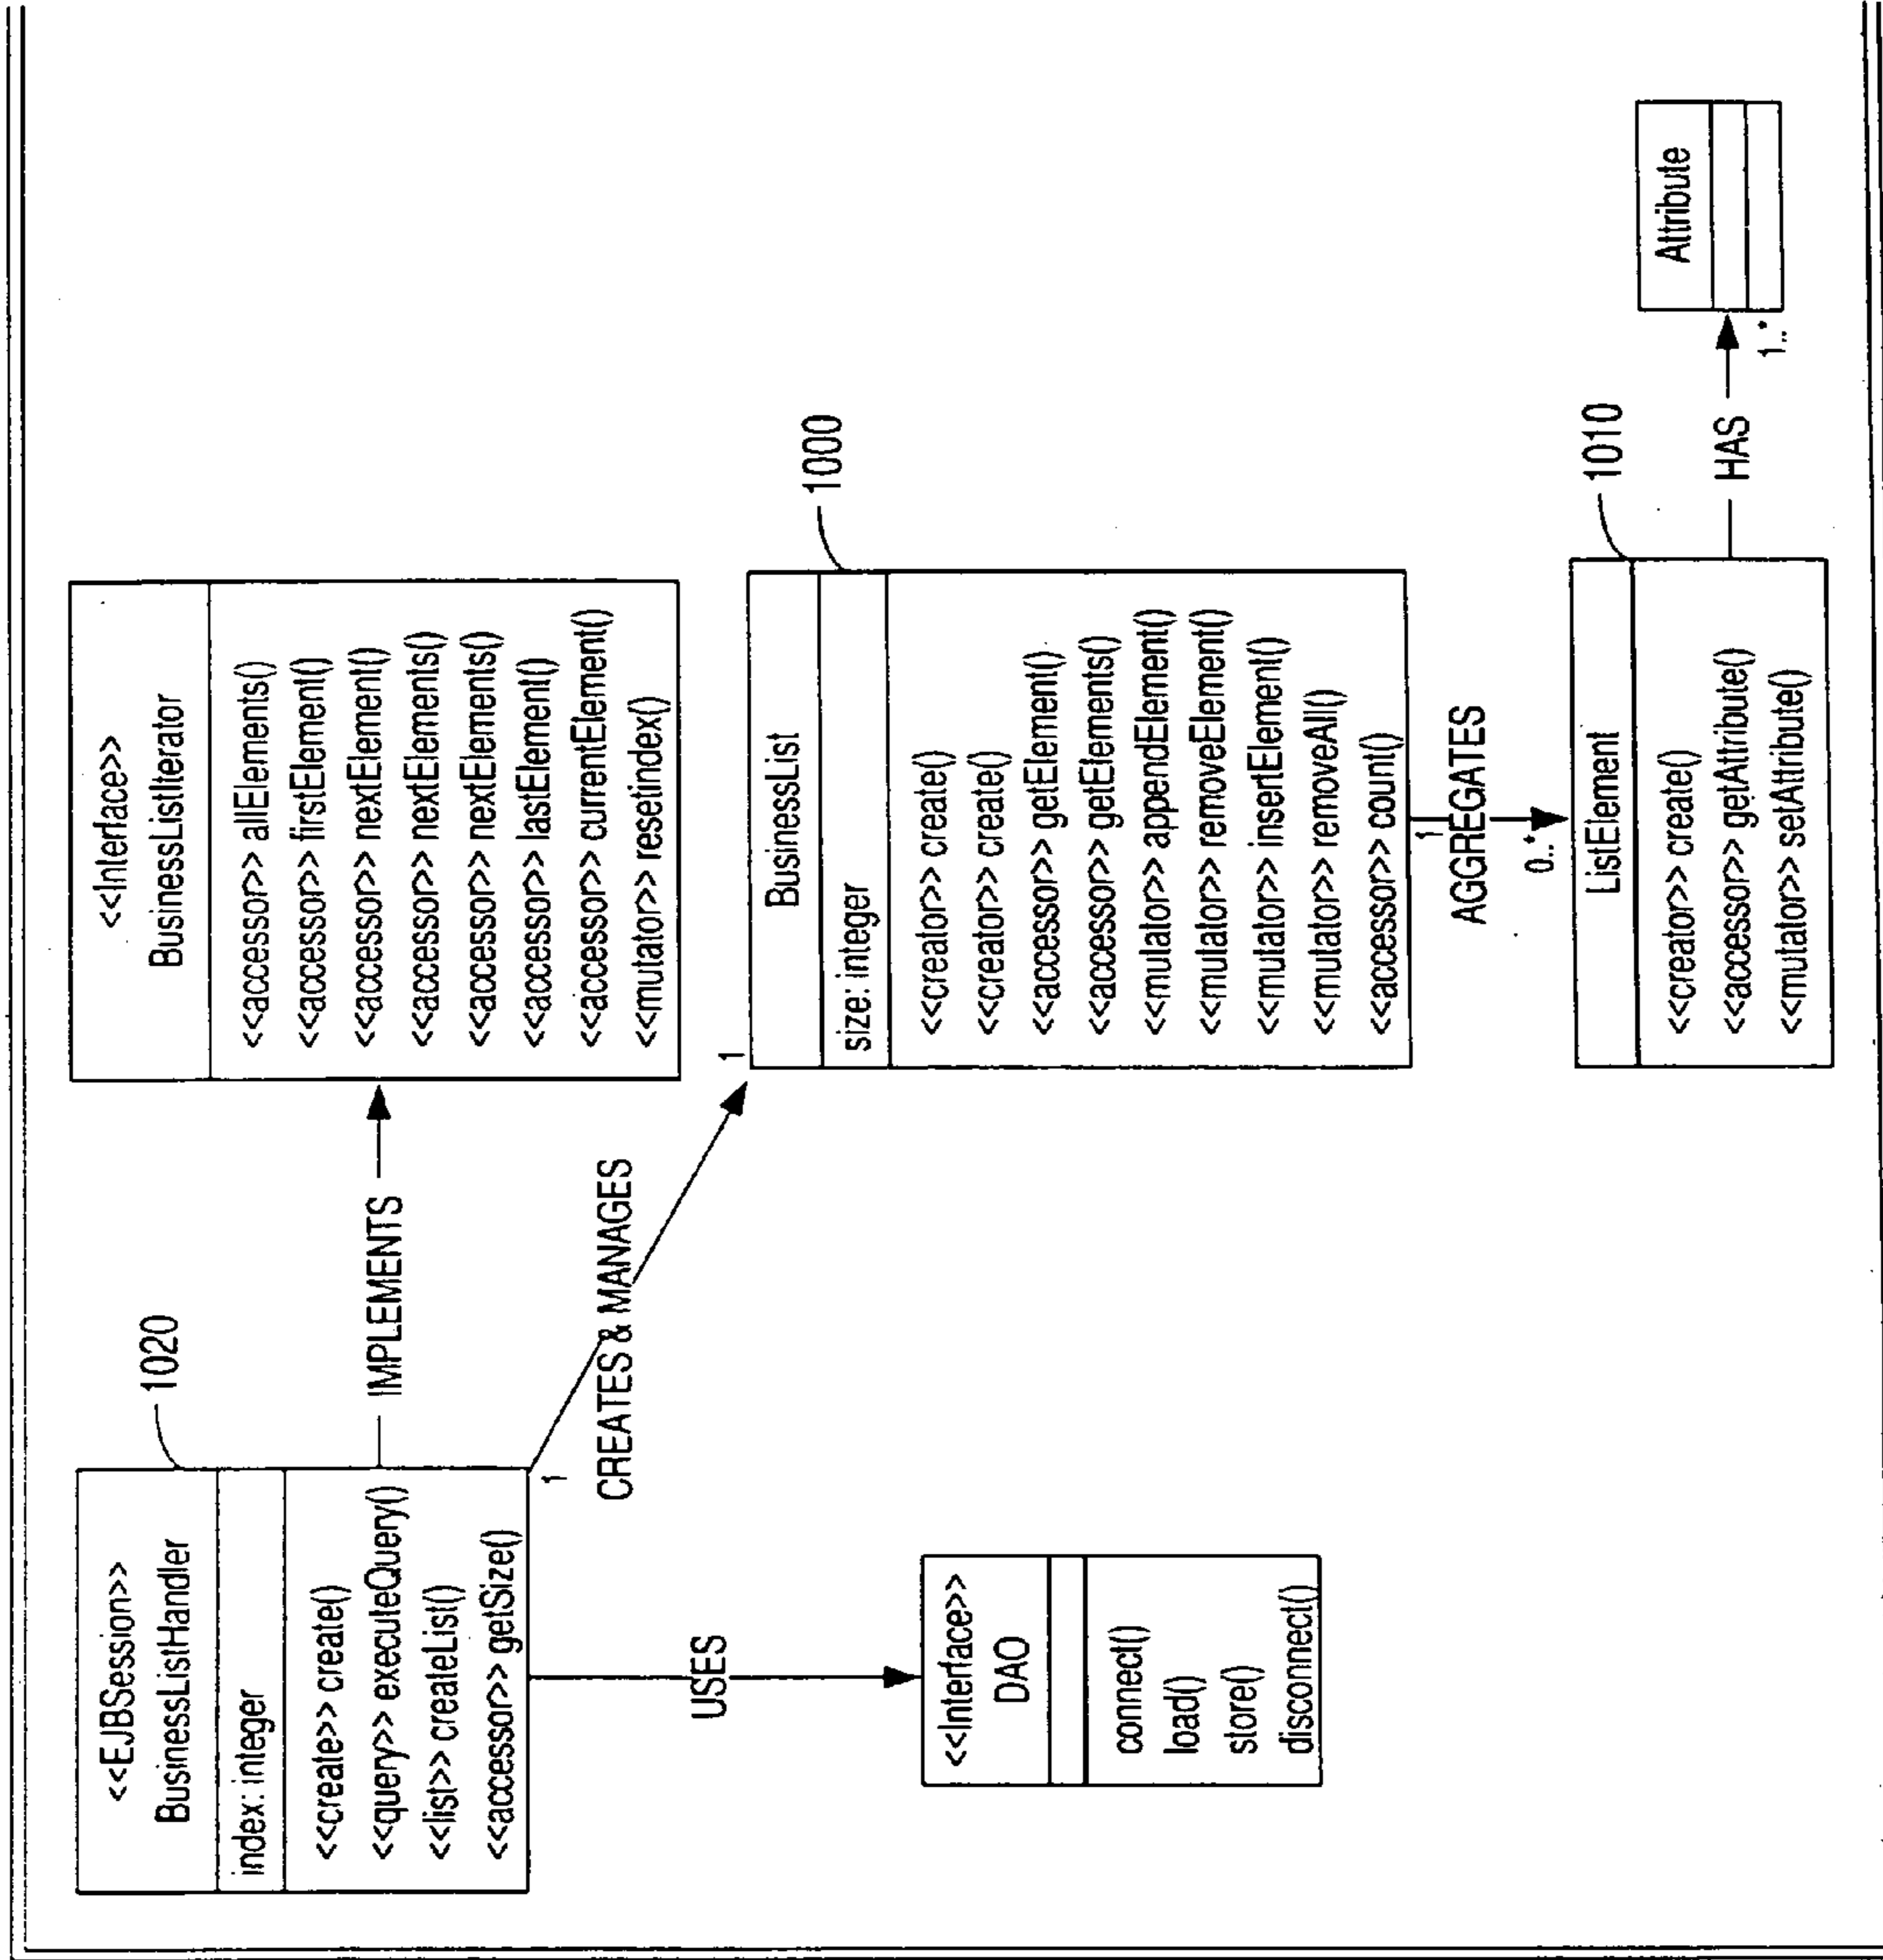 <<EJBSession>>
BusinessListHandler
index: integer
<<create>> create()
<<query>> executeQuery()
<<list>> createList()
<<accessor>> getSize()
1020
IMPLEMENTS
<<Interface>>
BusinessListIterator
<<accessor>> allElements()
<<accessor>> firstElement()
<<accessor>> nextElement()
<<accessor>> nextElements()
<<accessor>> nextElements()
<<accessor>> lastElement()
<<accessor>> currentElement()
<<mutator>> resetindex()
1
CREATES & MANAGES
1
USES
<<Interface>>
DAO
connect()
load()
store()
disconnect()
1000
BusinessList
size: integer
<<creator>> create()
<<creator>> create()
<<accessor>> getElement()
<<accessor>> getElements()
<<mutator>> appendElement()
<<mutator>> removeElement()
<<mutator>> insertElement()
<<mutator>> removeAll()
<<accessor>> count()
1
AGGREGATES
0..*
1010
ListElement
<<creator>> create()
<<accessor>> getAttribute()
<<mutator>> setAttribute()
HAS
1..*
Attribute